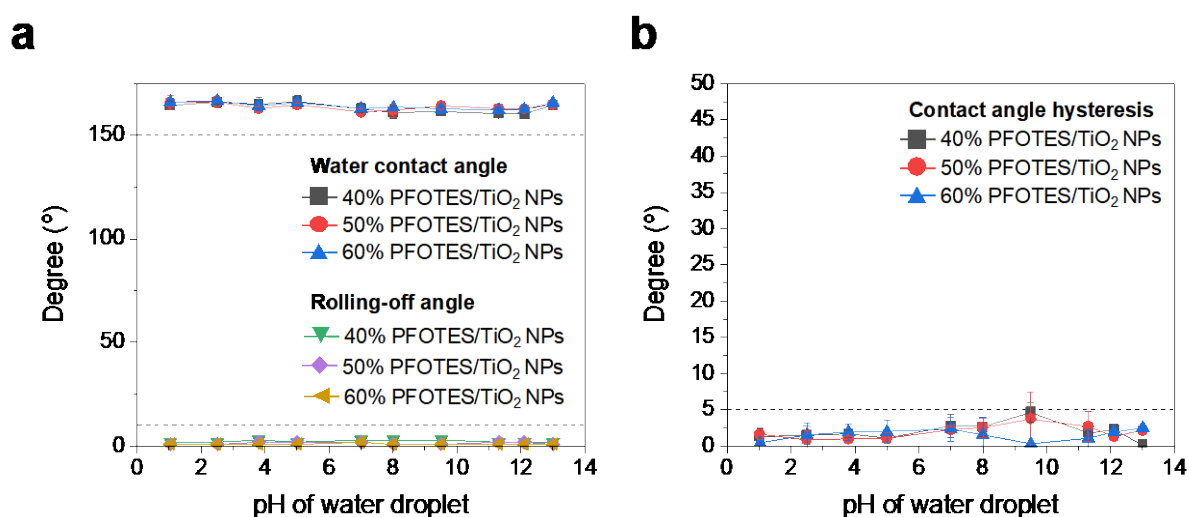 a
150
100
50
0
Degree (º)
Water contact angle
40% PFOTES/TiO₂ NPs
50% PFOTES/TiO₂ NPs
60% PFOTES/TiO₂ NPs
Rolling-off angle
40% PFOTES/TiO₂ NPs
50% PFOTES/TiO₂ NPs
60% PFOTES/TiO₂ NPs
0 2 4 6 8 10 12 14
pH of water droplet
b
50
45
40
35
30
25
20
15
10
5
0
Degree (º)
Contact angle hysteresis
40% PFOTES/TiO₂ NPs
50% PFOTES/TiO₂ NPs
60% PFOTES/TiO₂ NPs
0 2 4 6 8 10 12 14
pH of water droplet